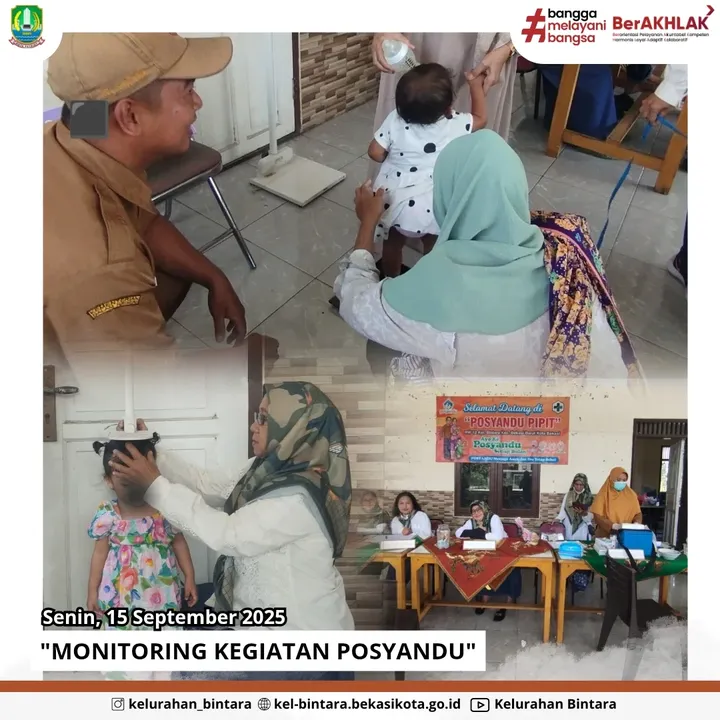 #bangga
melayani
bangsa
BerAKHLAK
Selamat Datang di
"POSYANDU PIPIT"
Posyandu
Senin, 15 September 2025
"MONITORING KEGIATAN POSYANDU"
kelurahan_bintara
kel-bintara.bekasikota.go.id
Kelurahan Bintara